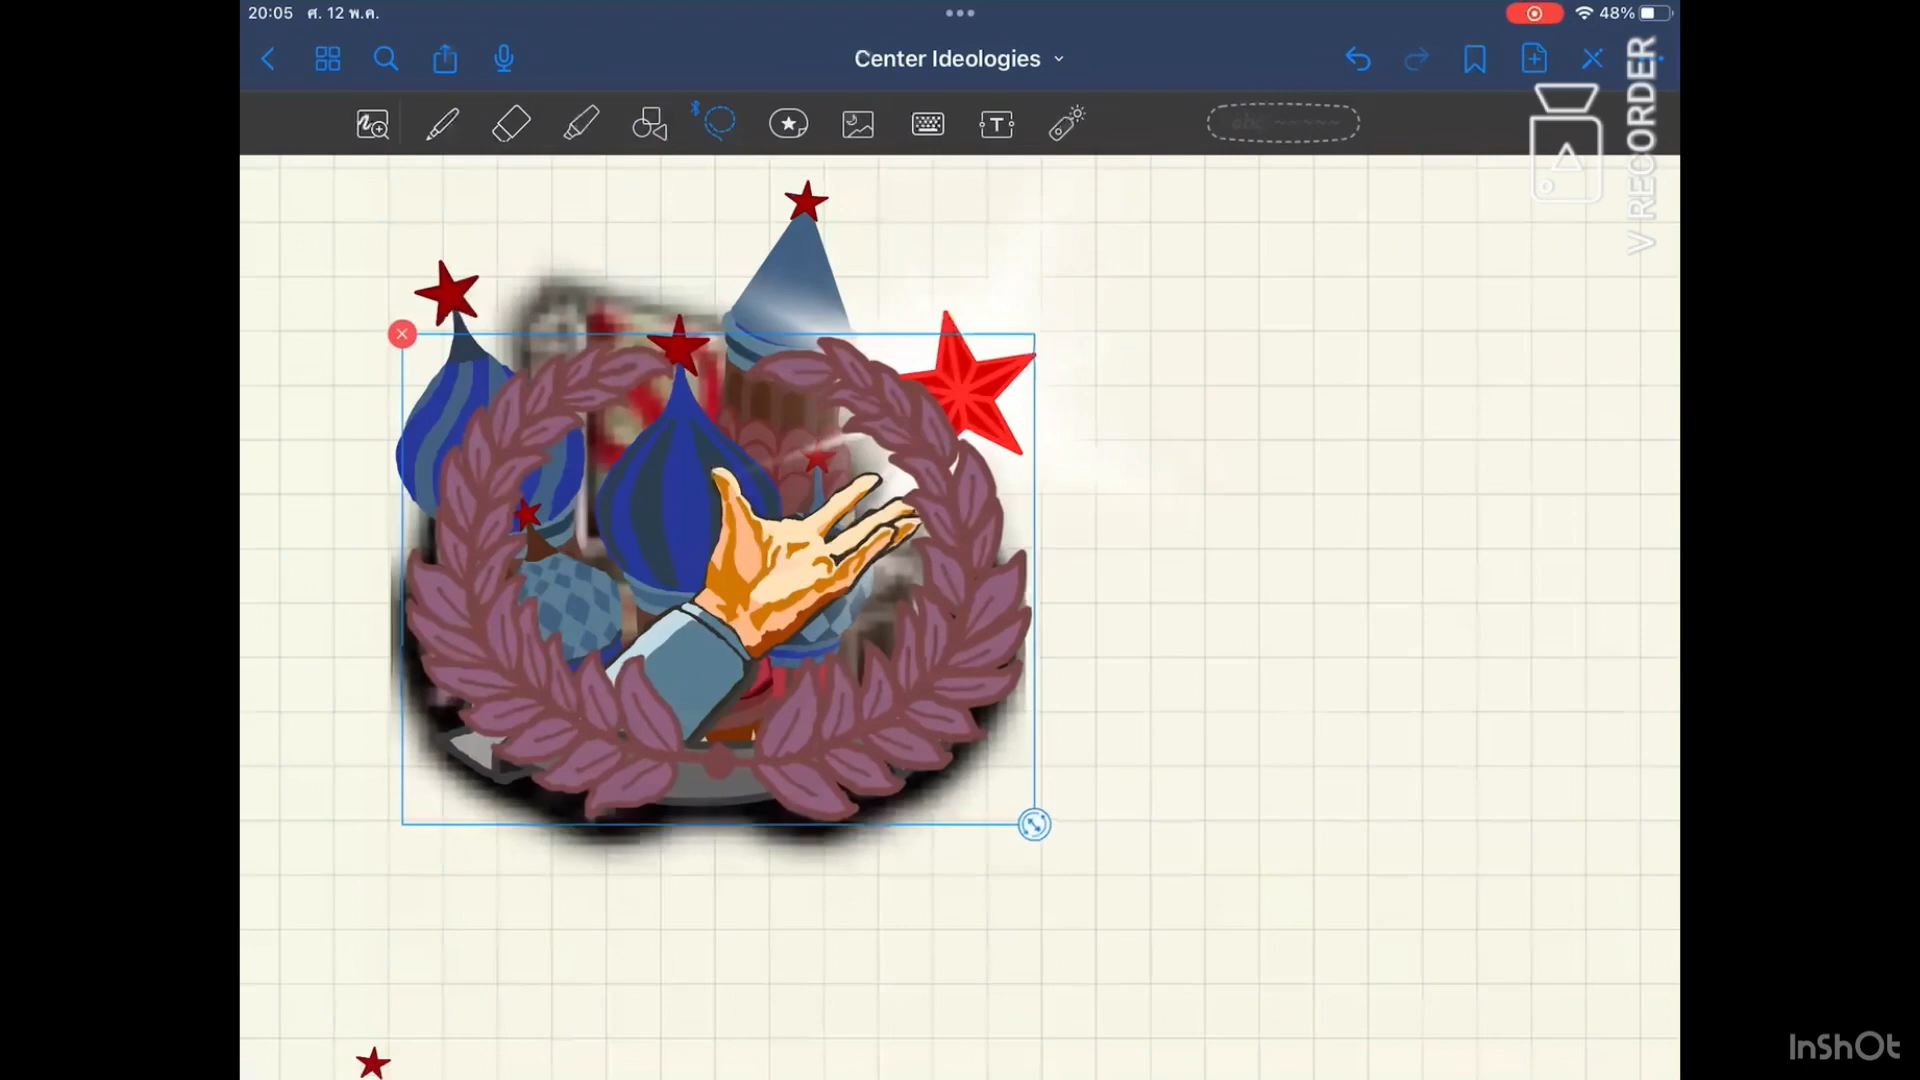 20:05 ศ. 12 พ.ค.
48%
Center Ideologies
T
V RECORDER
InShOt